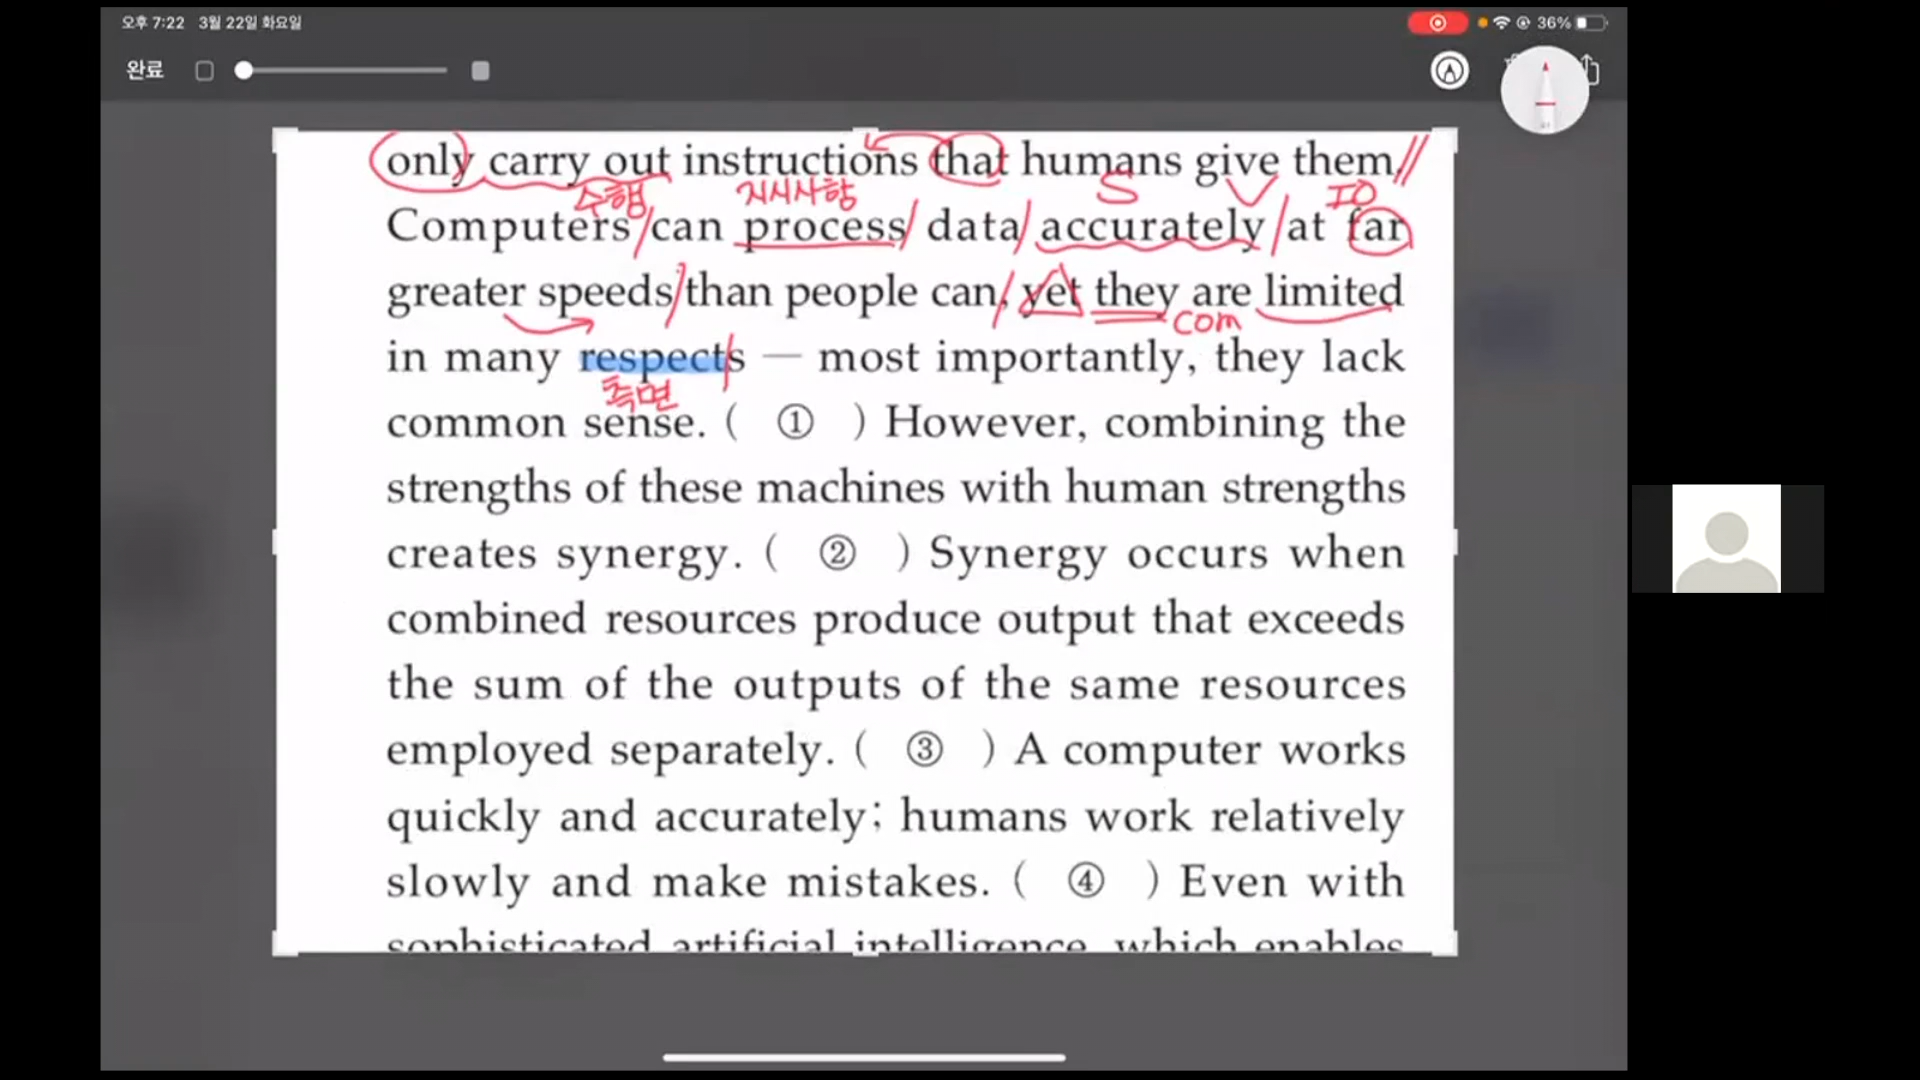 오후 7:22 3월 22일 화요일
36%
완료
only carry out instructions that humans give them.
수행 지시사항 S V IO
Computers can process data accurately at far
greater speeds than people can, yet they are limited
com
in many respects — most importantly, they lack
측면
common sense. ( ① ) However, combining the
strengths of these machines with human strengths
creates synergy. ( ② ) Synergy occurs when
combined resources produce output that exceeds
the sum of the outputs of the same resources
employed separately. ( ③ ) A computer works
quickly and accurately; humans work relatively
slowly and make mistakes. ( ④ ) Even with
sophisticated artificial intelligence, which enables